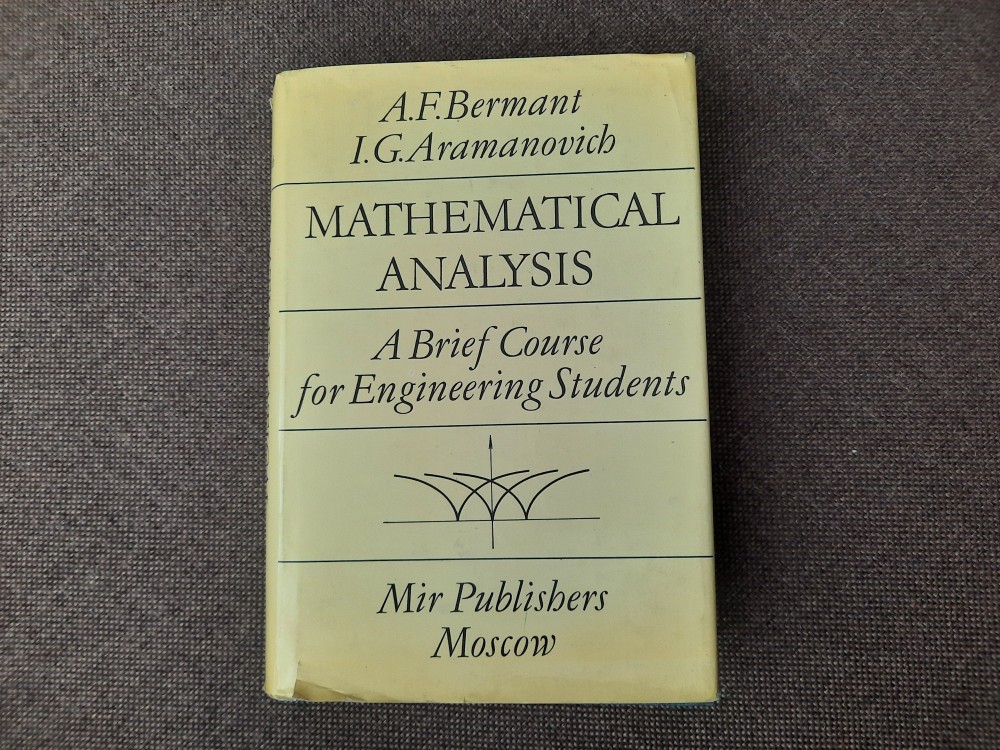 A.F.Bermant
I.G.Aramanovich
MATHEMATICAL
ANALYSIS
A Brief Course
for Engineering Students
Mir Publishers
Moscow